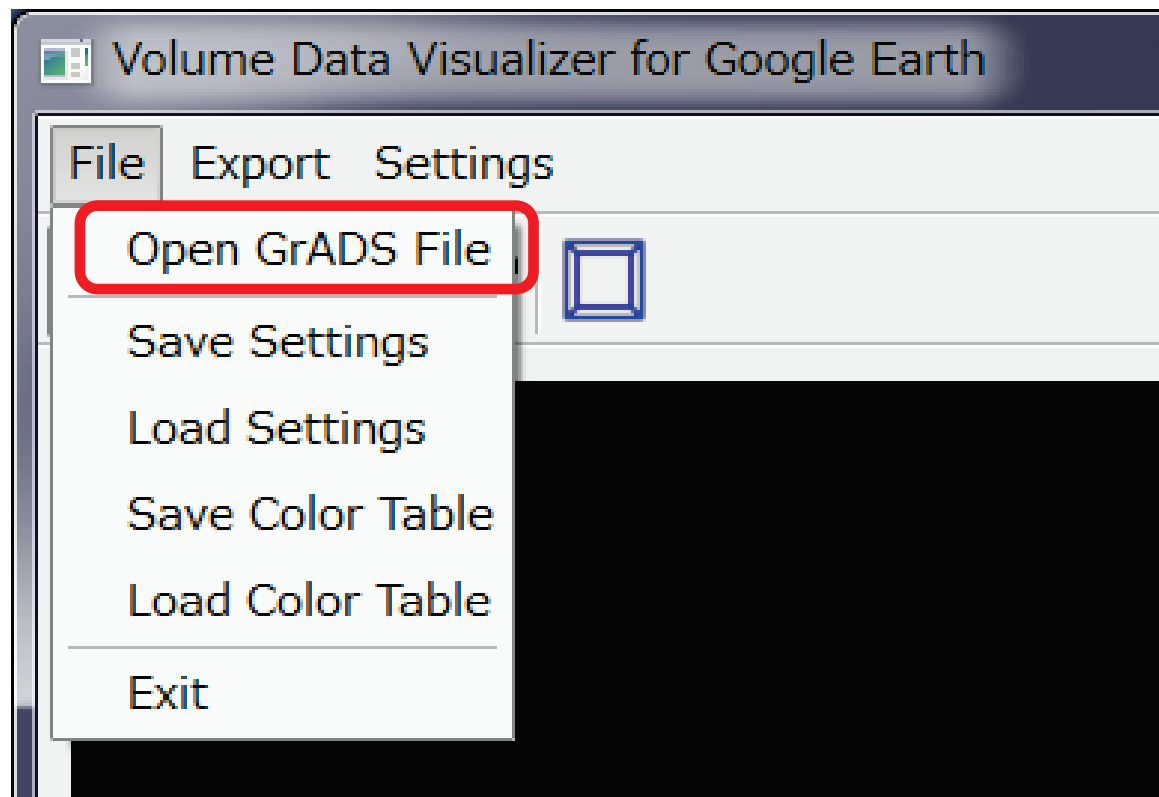 Volume Data Visualizer for Google Earth
File Export Settings
Open GrADS File
Save Settings
Load Settings
Save Color Table
Load Color Table
Exit